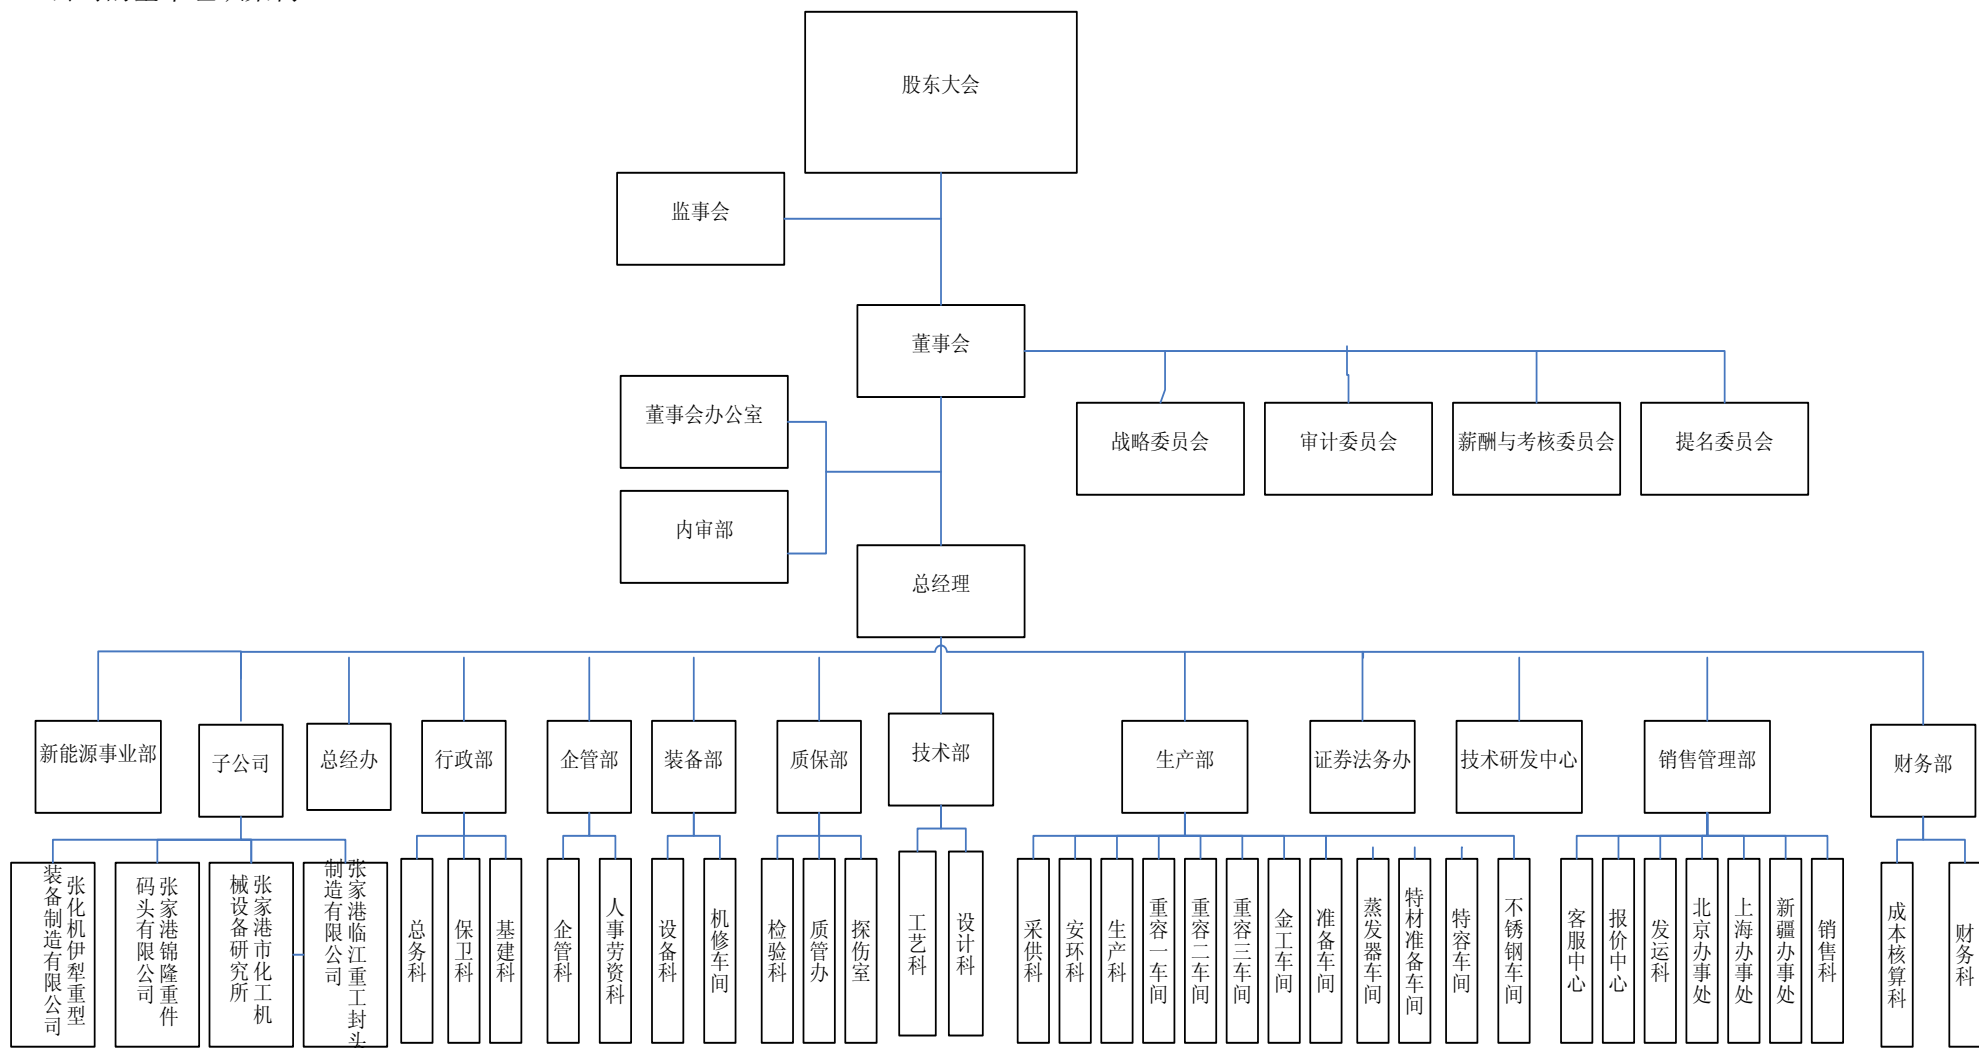 股东大会
监事会
董事会
董事会办公室
战略委员会
审计委员会
薪酬与考核委员会
提名委员会
内审部
总经理
新能源事业部
子公司
总经办
行政部
企管部
装备部
质保部
技术部
生产部
证券法务办
技术研发中心
销售管理部
财务部
张化机伊犁重型
装备制造有限公司
张家港锦隆重件
码头有限公司
张家港市化工机
械设备研究所
张家港临江重工封头
制造有限公司
总务科
保卫科
基建科
企管科
人事劳资科
设备科
机修车间
检验科
质管办
探伤室
工艺科
设计科
采供科
安环科
生产科
重容一车间
重容二车间
重容三车间
金工车间
准备车间
蒸发器车间
特材准备车间
特容车间
不锈钢车间
客服中心
报价中心
发运科
北京办事处
上海办事处
新疆办事处
销售科
成本核算科
财务科